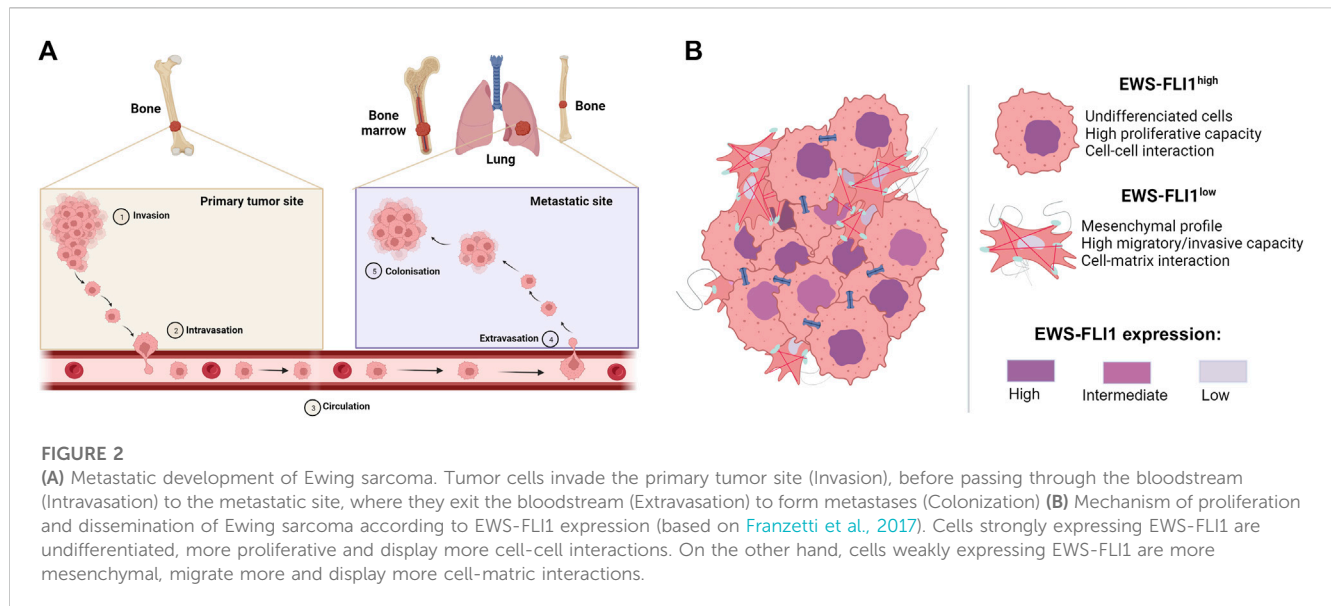 A
Bone
Bone
marrow
Lung
Bone
Primary tumor site
1 Invasion
2 Intravasation
Metastatic site
5 Colonisation
Extravasation 4
3 Circulation
B
EWS-FLI1high
Undifferenciated cells
High proliferative capacity
Cell-cell interaction
EWS-FLI1low
Mesenchymal profile
High migratory/invasive capacity
Cell-matrix interaction
EWS-FLI1 expression:
High
Intermediate
Low
FIGURE 2
(A) Metastatic development of Ewing sarcoma. Tumor cells invade the primary tumor site (Invasion), before passing through the bloodstream
(Intravasation) to the metastatic site, where they exit the bloodstream (Extravasation) to form metastases (Colonization) (B) Mechanism of proliferation
and dissemination of Ewing sarcoma according to EWS-FLI1 expression (based on Franzetti et al., 2017). Cells strongly expressing EWS-FLI1 are
undifferentiated, more proliferative and display more cell-cell interactions. On the other hand, cells weakly expressing EWS-FLI1 are more
mesenchymal, migrate more and display more cell-matric interactions.